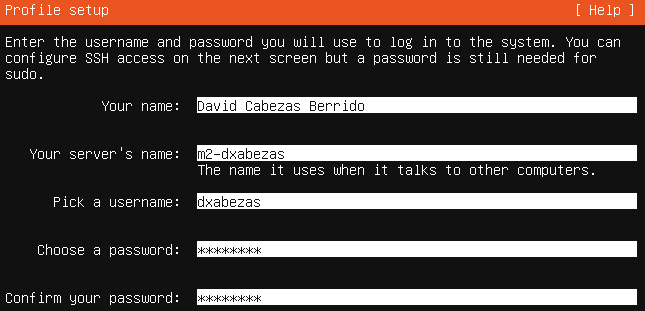 Profile setup [ Help ]
Enter the username and password you will use to log in to the system. You can
configure SSH access on the next screen but a password is still needed for
sudo.
Your name: David Cabezas Berrido
Your server's name: m2-dxabezas
The name it uses when it talks to other computers.
Pick a username: dxabezas
Choose a password: ********
Confirm your password: ********